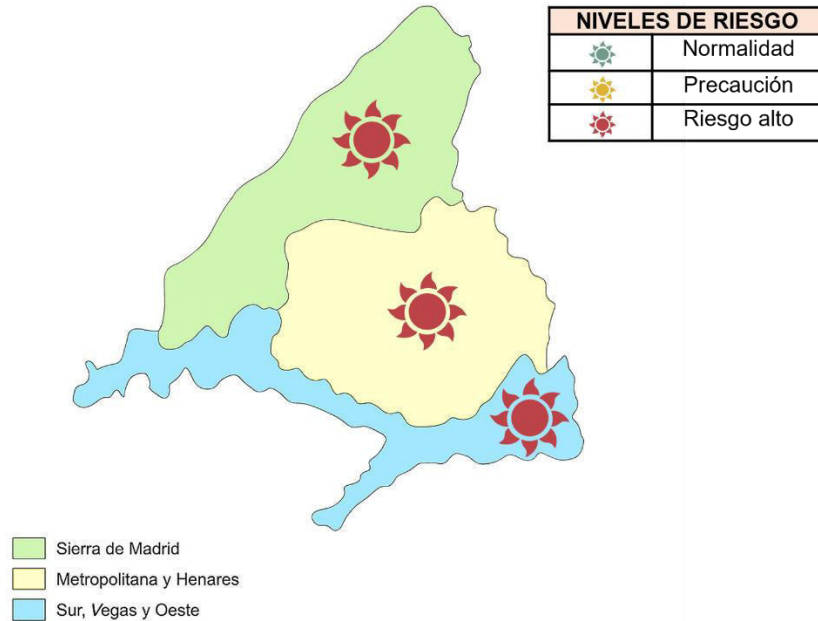 NIVELES DE RIESGO
Normalidad
Precaución
Riesgo alto
Sierra de Madrid
Metropolitana y Henares
Sur, Vegas y Oeste